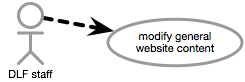 modify general
website content
DLF staff